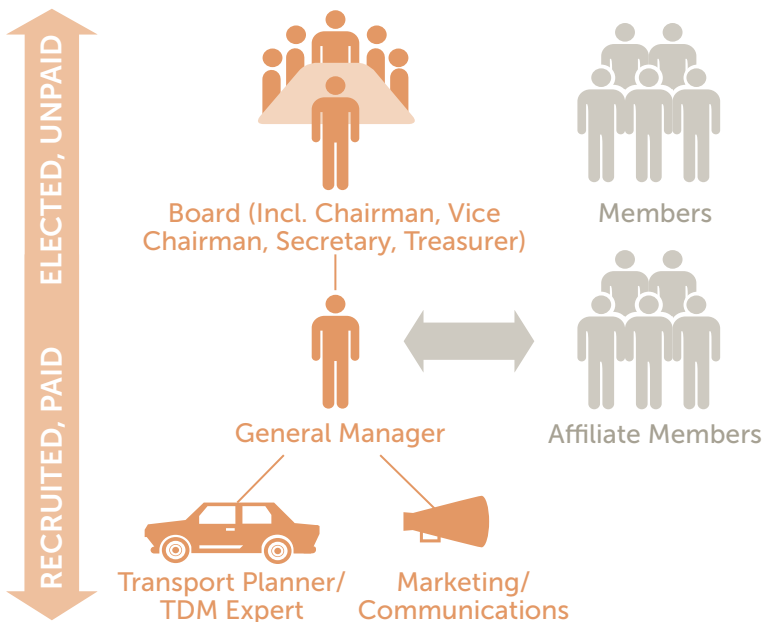 ELECTED, UNPAID
RECRUITED, PAID
Board (Incl. Chairman, Vice
Chairman, Secretary, Treasurer)
Members
General Manager
Affiliate Members
Transport Planner/
TDM Expert
Marketing/
Communications